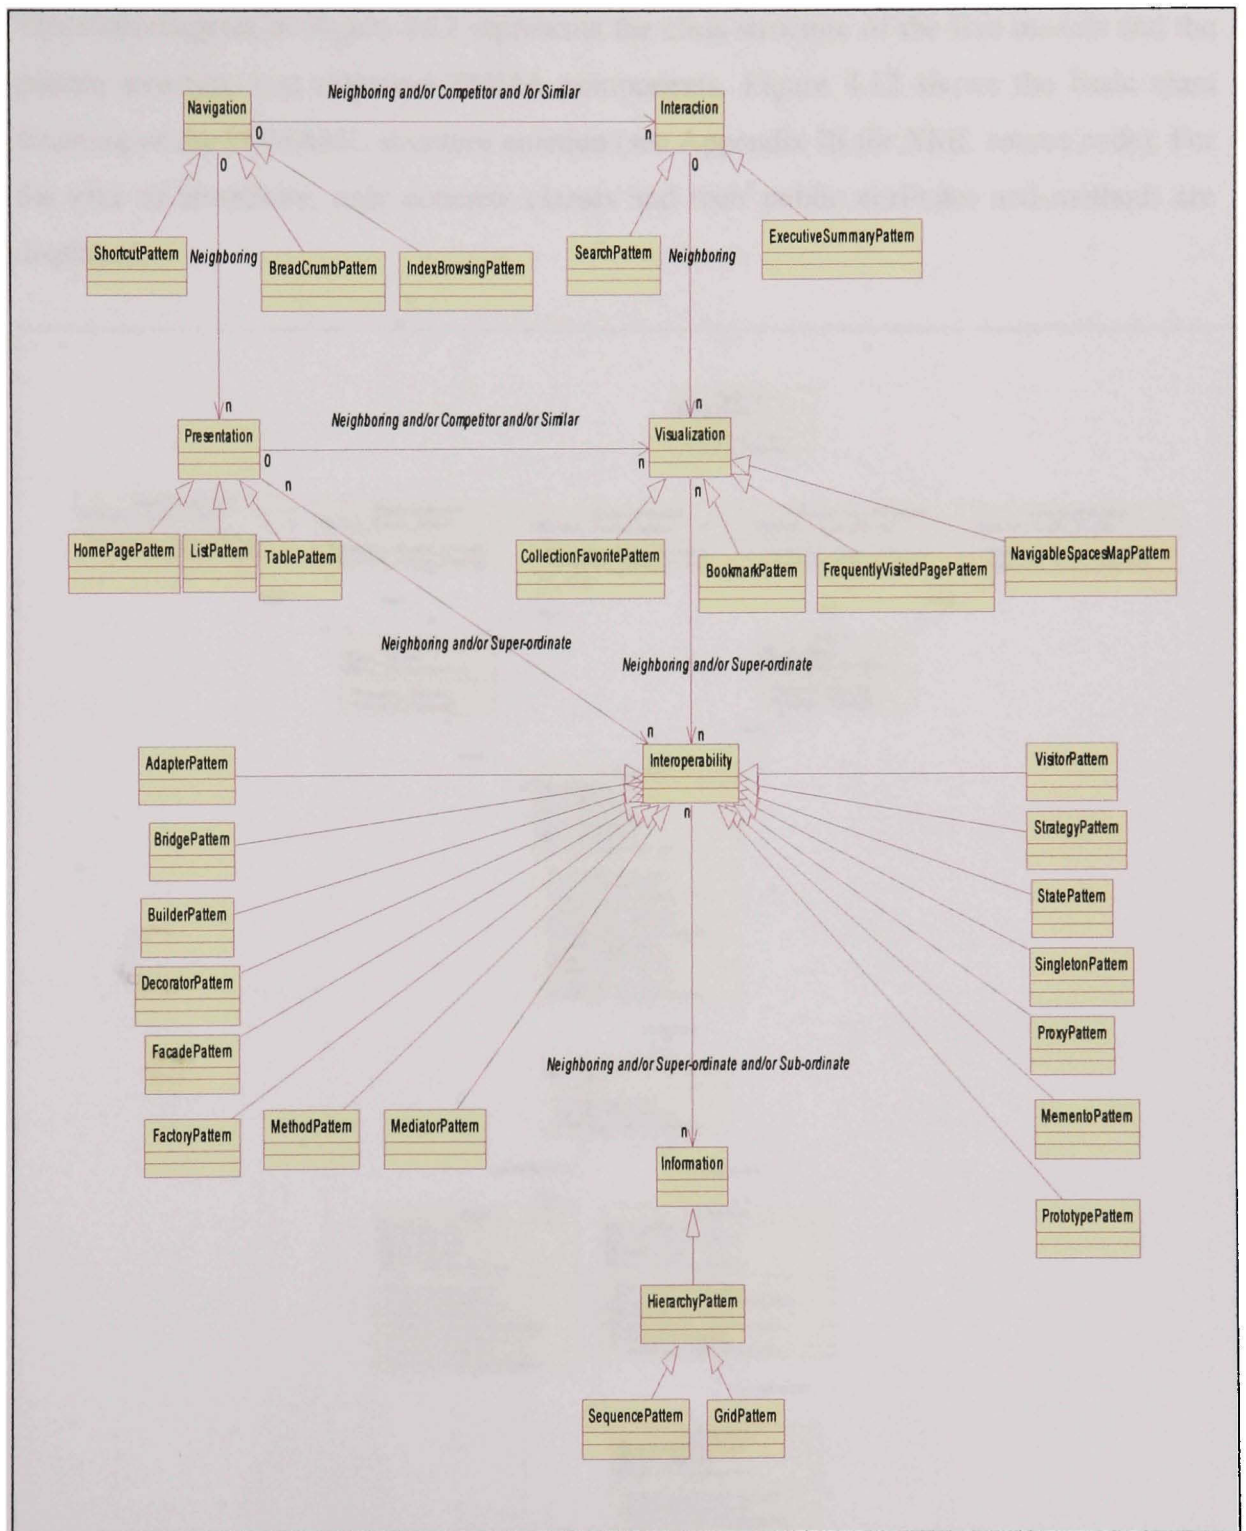 Navigation
Neighboring and/or Competitor and /or Similar
Interaction
0
n
0
0
ShortcutPattern
Neighboring
BreadCrumbPattern
IndexBrowsingPattern
SearchPattern
Neighboring
ExecutiveSummaryPattern
n
n
Presentation
Neighboring and/or Competitor and/or Similar
Visualization
0
n
n
n
HomePagePattern
ListPattern
TablePattern
CollectionFavoritePattern
BookmarkPattern
FrequentlyVisitedPagePattern
NavigableSpacesMapPattern
Neighboring and/or Super-ordinate
Neighboring and/or Super-ordinate
n
n
Interoperability
n
AdapterPattern
BridgePattern
BuilderPattern
DecoratorPattern
FacadePattern
FactoryPattern
MethodPattern
MediatorPattern
VisitorPattern
StrategyPattern
StatePattern
SingletonPattern
ProxyPattern
MementoPattern
PrototypePattern
Neighboring and/or Super-ordinate and/or Sub-ordinate
n
Information
HierarchyPattern
SequencePattern
GridPattern